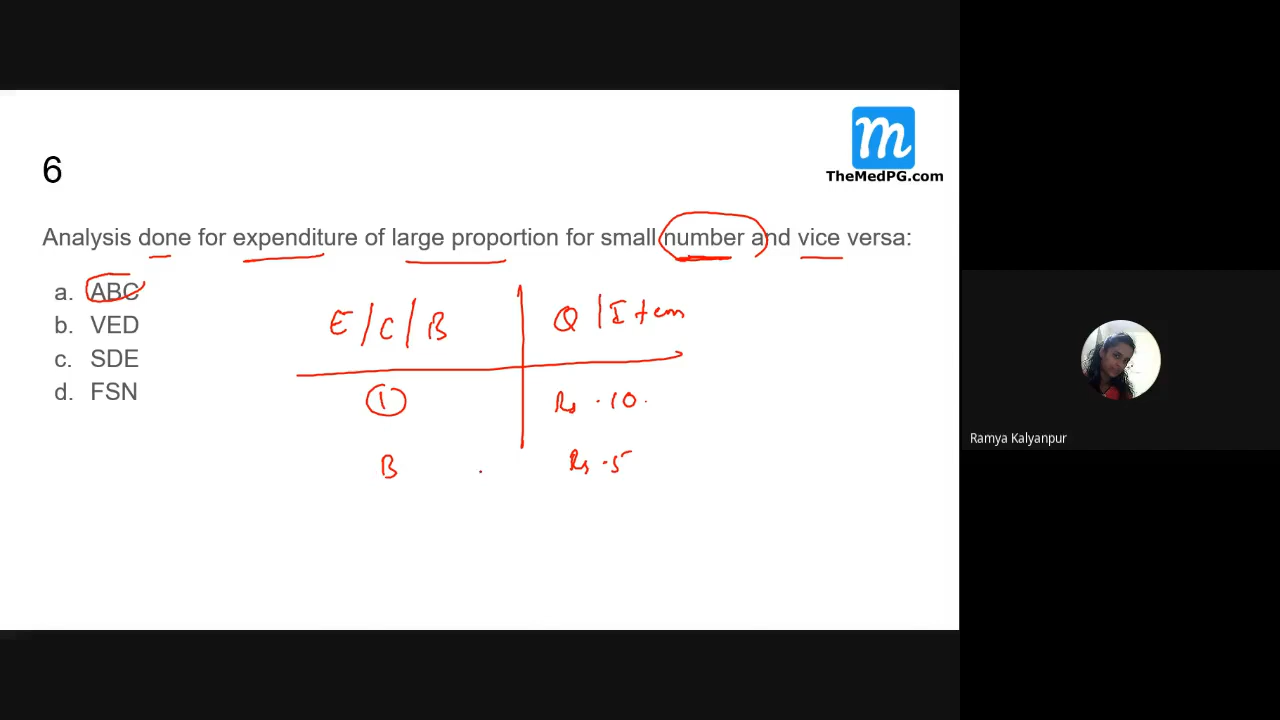 m
TheMedPG.com
6
Analysis done for expenditure of large proportion for small number and vice versa:
a. ABC
b. VED
c. SDE
d. FSN
E/C/B
Q/Item
1
Rs.10.
B
Rs.5
Ramya Kalyanpur